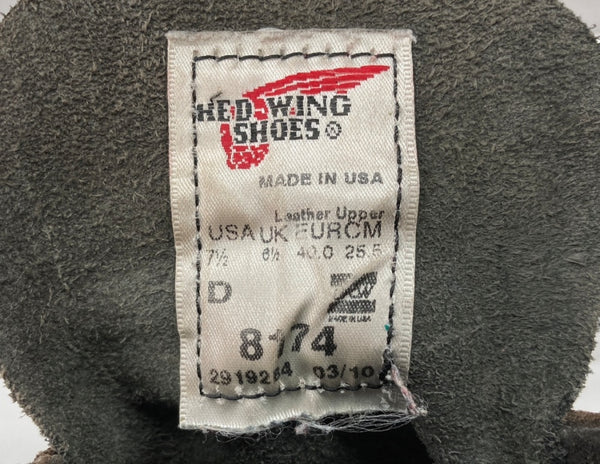 RED WING
SHOES ®
MADE IN USA
Leather Upper
USA UK EUR CM
7½ 6½ 40.0 25.5
D
MADE IN USA
8174
03/10